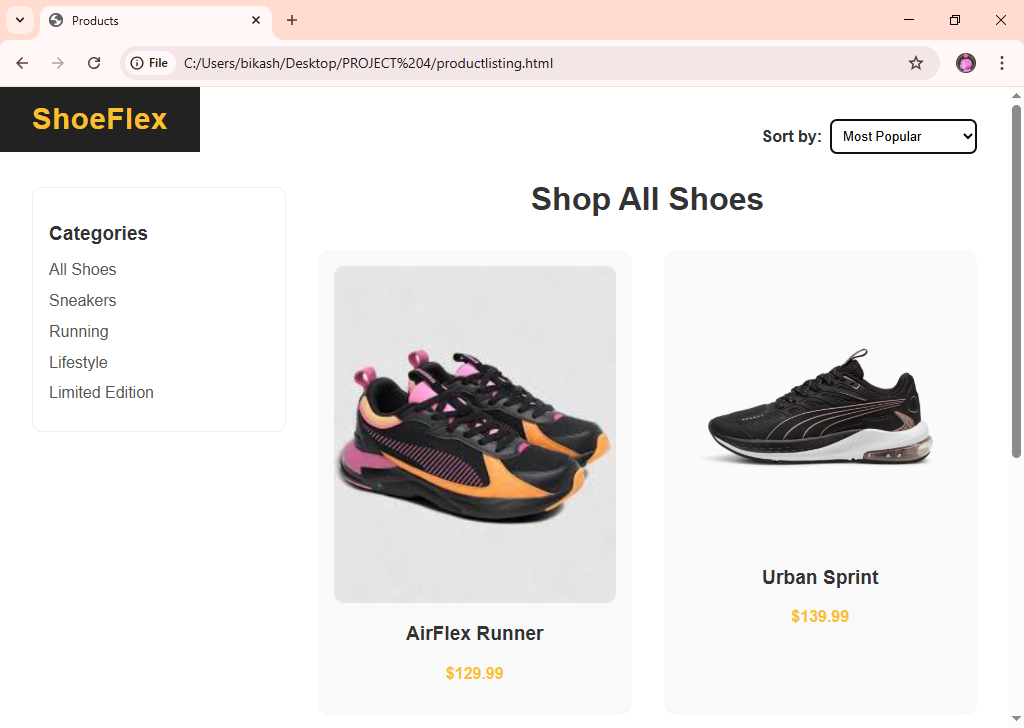 Products
File
C:/Users/bikash/Desktop/PROJECT%204/productlisting.html
ShoeFlex
Sort by: Most Popular
Shop All Shoes
Categories
All Shoes
Sneakers
Running
Lifestyle
Limited Edition
AirFlex Runner
$129.99
Urban Sprint
$139.99